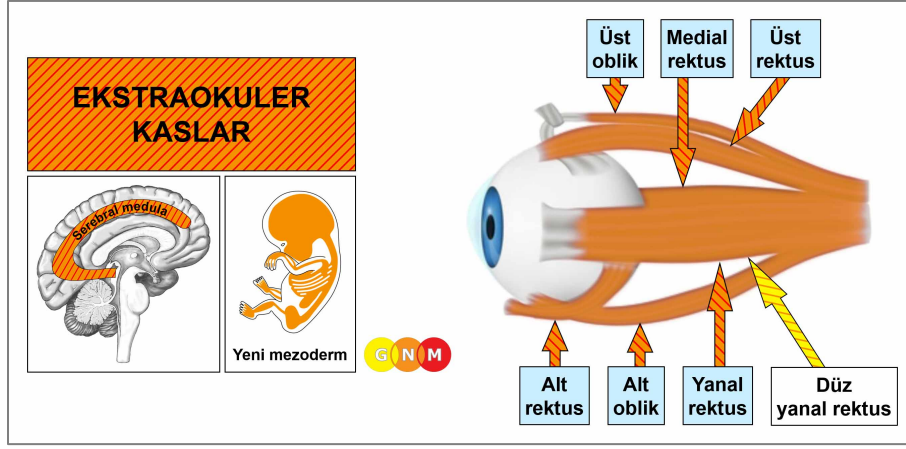 EKSTRAOKULER
KASLAR
Serebral medula
Yeni mezoderm
G N M
Üst
oblik
Medial
rektus
Üst
rektus
Alt
rektus
Alt
oblik
Yanal
rektus
Düz
yanal rektus